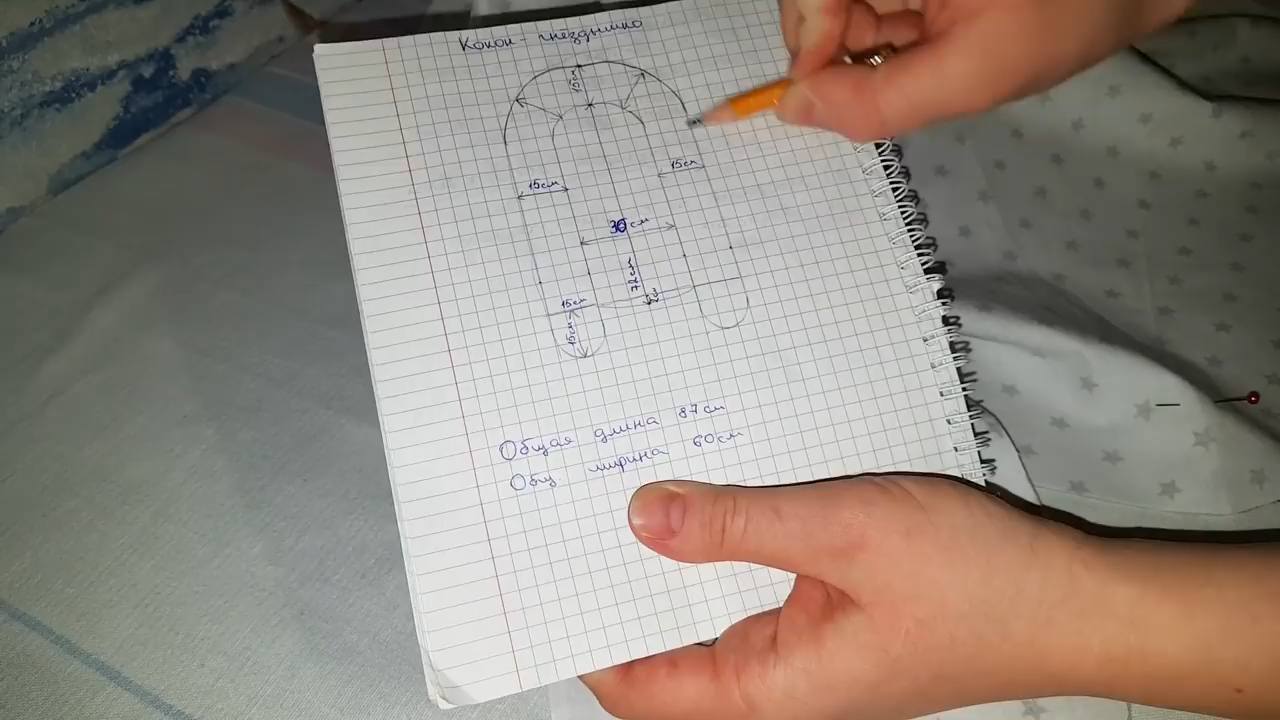 Кокон-гнездышко
15см
15см
15см
30см
72см
15см
15см
Общая длина 87см
Общ. ширина 60см